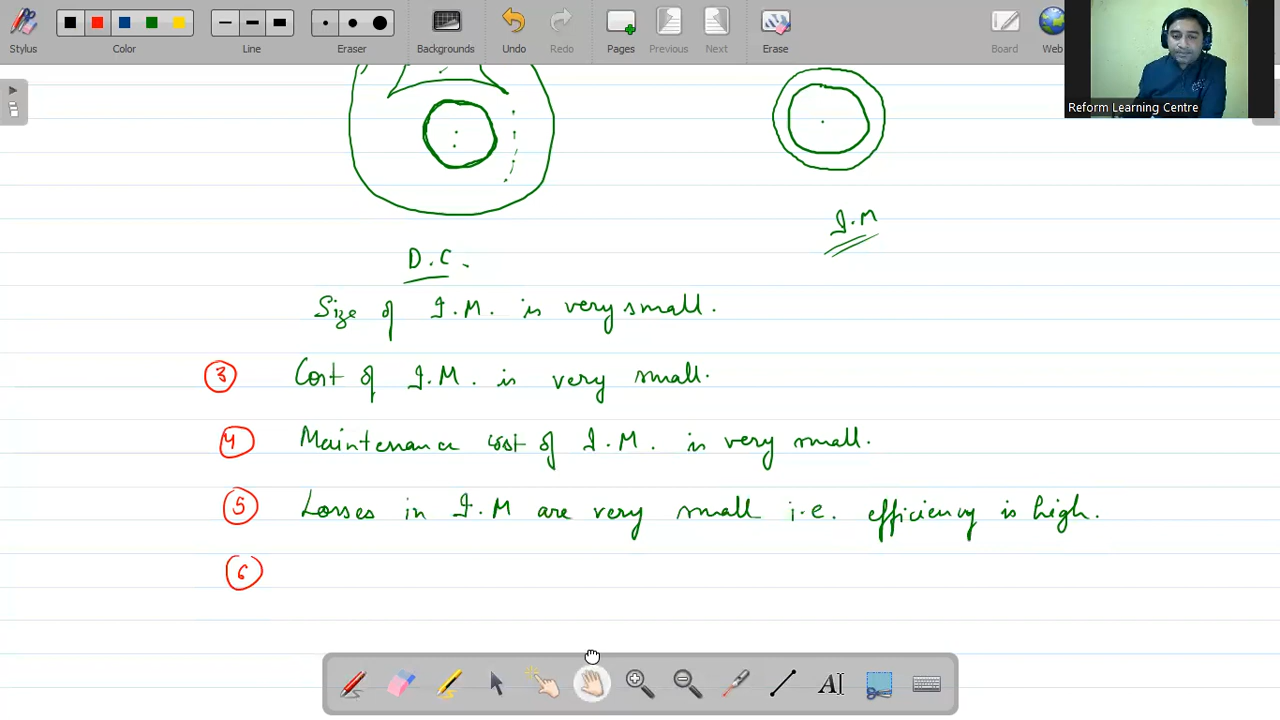 Stylus
Color
Line
Eraser
Backgrounds
Undo
Redo
Pages
Previous
Next
Erase
Board
Web
Reform Learning Centre
I.M
D.C.
Size of I.M. is very small.
3 Cost of I.M. is very small.
4 Maintenance cost of I.M. is very small.
5 Losses in I.M are very small i.e. efficiency is high.
6